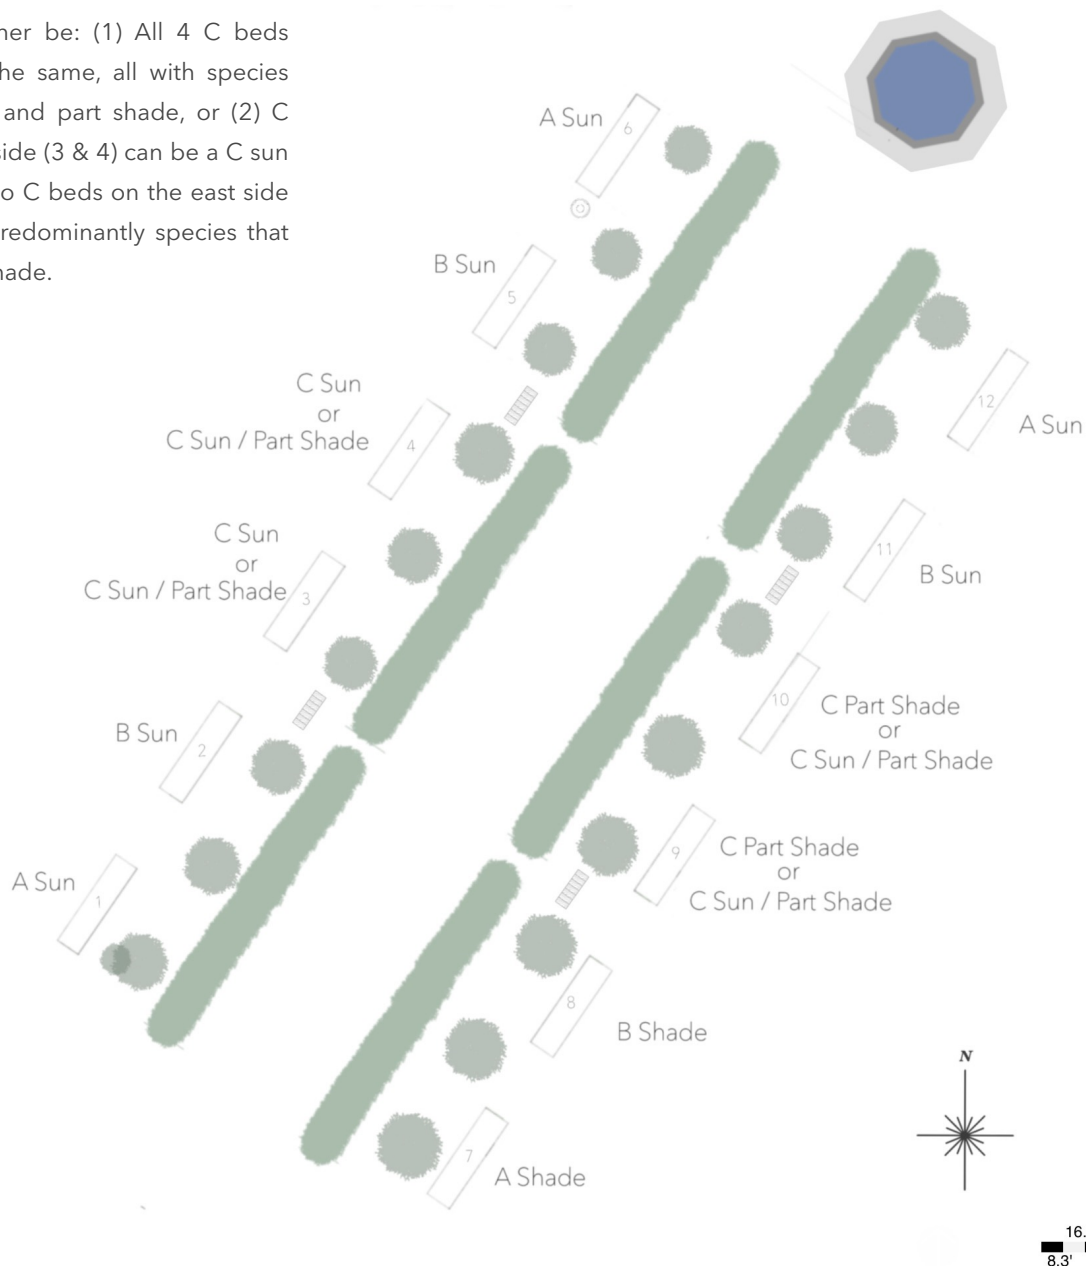 ner be: (1) All 4 C beds
he same, all with species
and part shade, or (2) C
side (3 & 4) can be a C sun
o C beds on the east side
redominantly species that
hade.
A Sun
6
B Sun
5
C Sun
or
C Sun / Part Shade
4
C Sun
or
C Sun / Part Shade
3
B Sun
2
A Sun
1
12
A Sun
11
B Sun
10
C Part Shade
or
C Sun / Part Shade
9
C Part Shade
or
C Sun / Part Shade
8
B Shade
7
A Shade
N
16.
8.3'